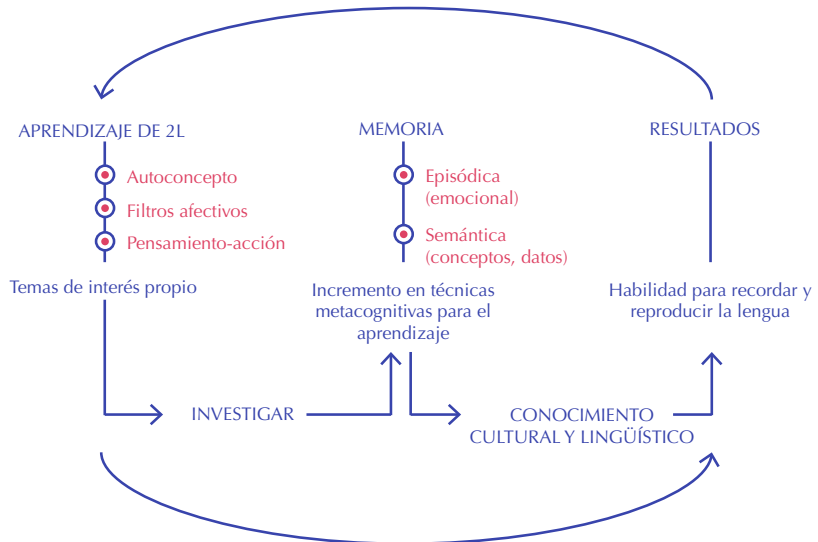 APRENDIZAJE DE 2L
Autoconcepto
Filtros afectivos
Pensamiento-acción
Temas de interés propio
INVESTIGAR
MEMORIA
Episódica
(emocional)
Semántica
(conceptos, datos)
Incremento en técnicas
metacognitivas para el
aprendizaje
CONOCIMIENTO
CULTURAL Y LINGÜÍSTICO
RESULTADOS
Habilidad para recordar y
reproducir la lengua